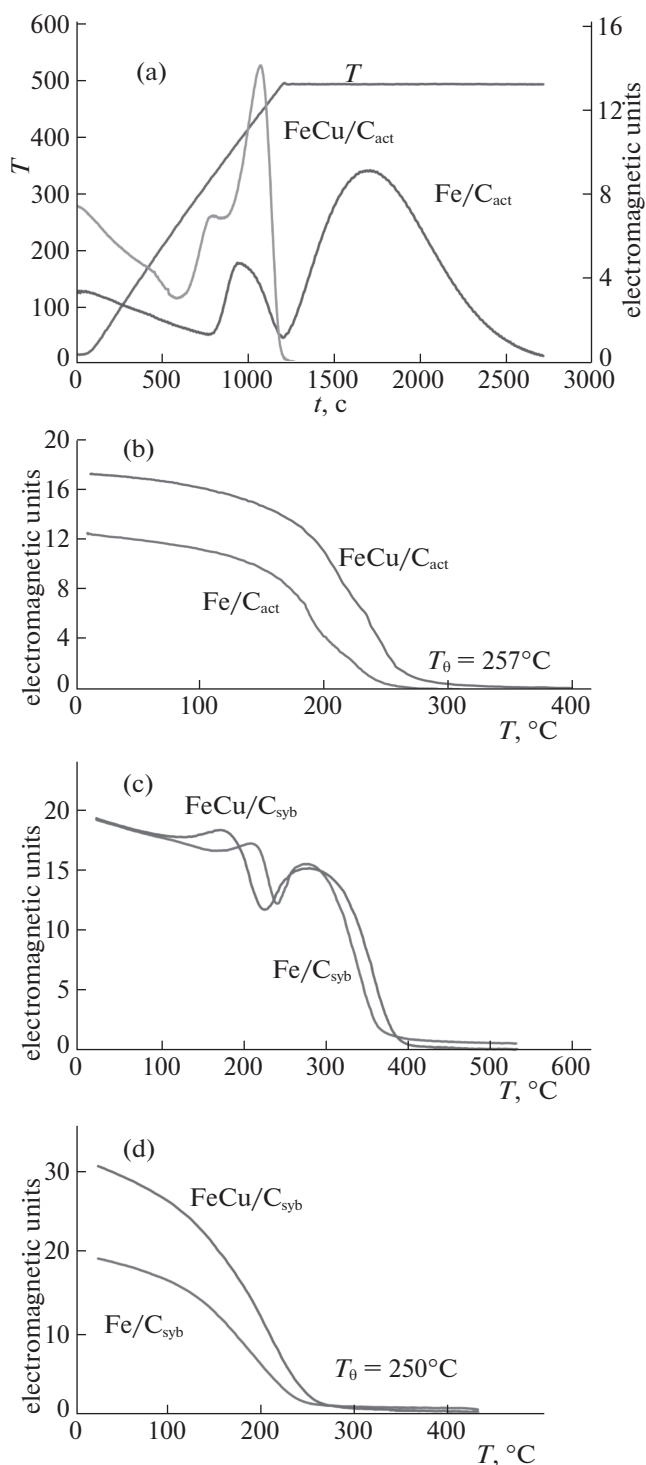 (a)
T
FeCu/Cact
Fe/Cact
600
500
400
300
200
100
0
T
16
12
8
4
0
electromagnetic units
0 500 1000 1500 2000 2500 3000
t, c
(b)
20
16
12
8
4
0
electromagnetic units
FeCu/Cact
Fe/Cact
Tθ = 257°C
0 100 200 300 400
T, °C
(c)
20
15
10
5
0
electromagnetic units
FeCu/Csyb
Fe/Csyb
0 100 200 300 400 500 600
T, °C
(d)
30
20
10
0
electromagnetic units
FeCu/Csyb
Fe/Csyb
Tθ = 250°C
0 100 200 300 400
T, °C